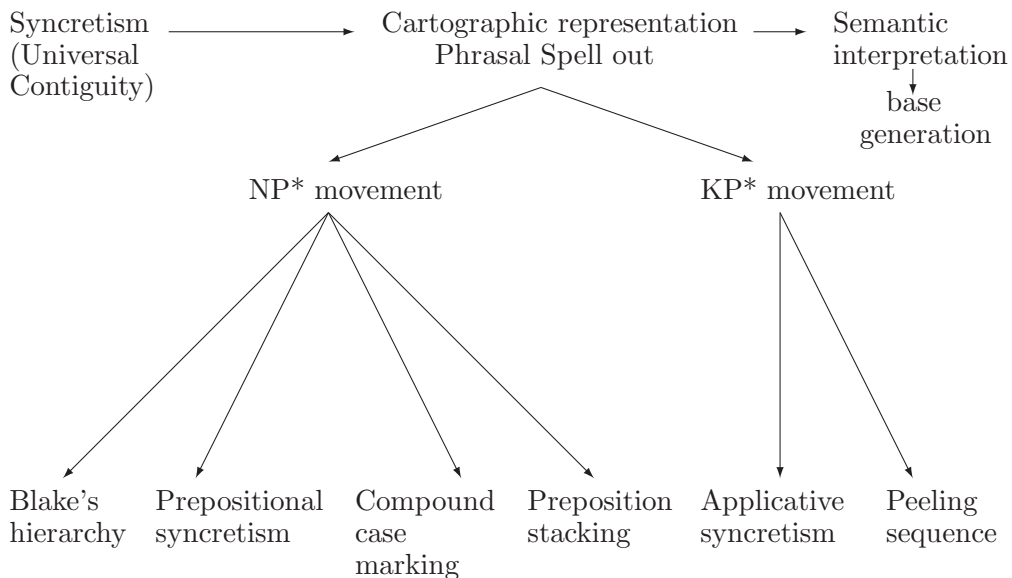 Syncretism
(Universal
Contiguity)
Cartographic representation
Phrasal Spell out
Semantic
interpretation
base
generation
NP* movement
KP* movement
Blake's
hierarchy
Prepositional
syncretism
Compound
case
marking
Preposition
stacking
Applicative
syncretism
Peeling
sequence